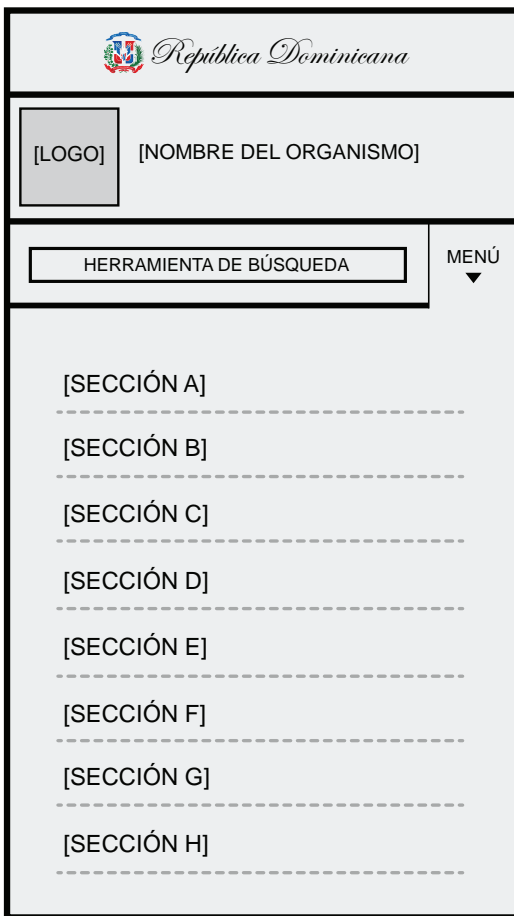 República Dominicana
[LOGO]
[NOMBRE DEL ORGANISMO]
HERRAMIENTA DE BÚSQUEDA
MENÚ
[SECCIÓN A]
[SECCIÓN B]
[SECCIÓN C]
[SECCIÓN D]
[SECCIÓN E]
[SECCIÓN F]
[SECCIÓN G]
[SECCIÓN H]